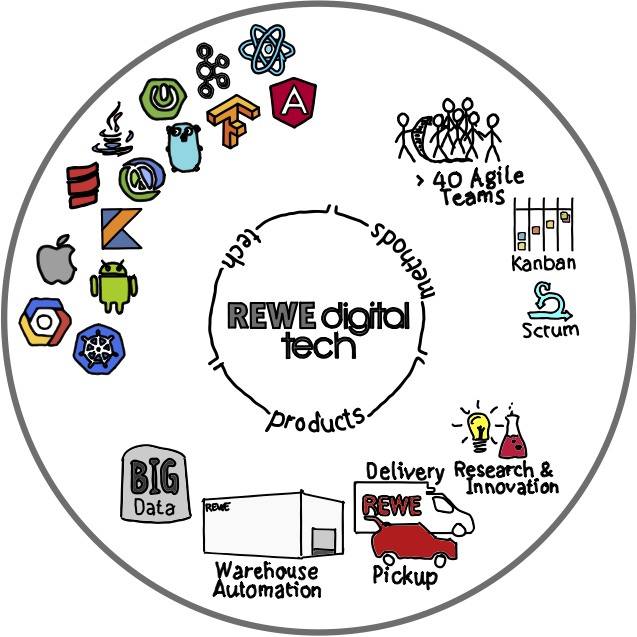 > 40 Agile
Teams
Kanban
Scrum
tech
methods
REWE digital
tech
products
Research &
Innovation
BIG
Data
Delivery
REWE
REWE
Warehouse
Automation
Pickup